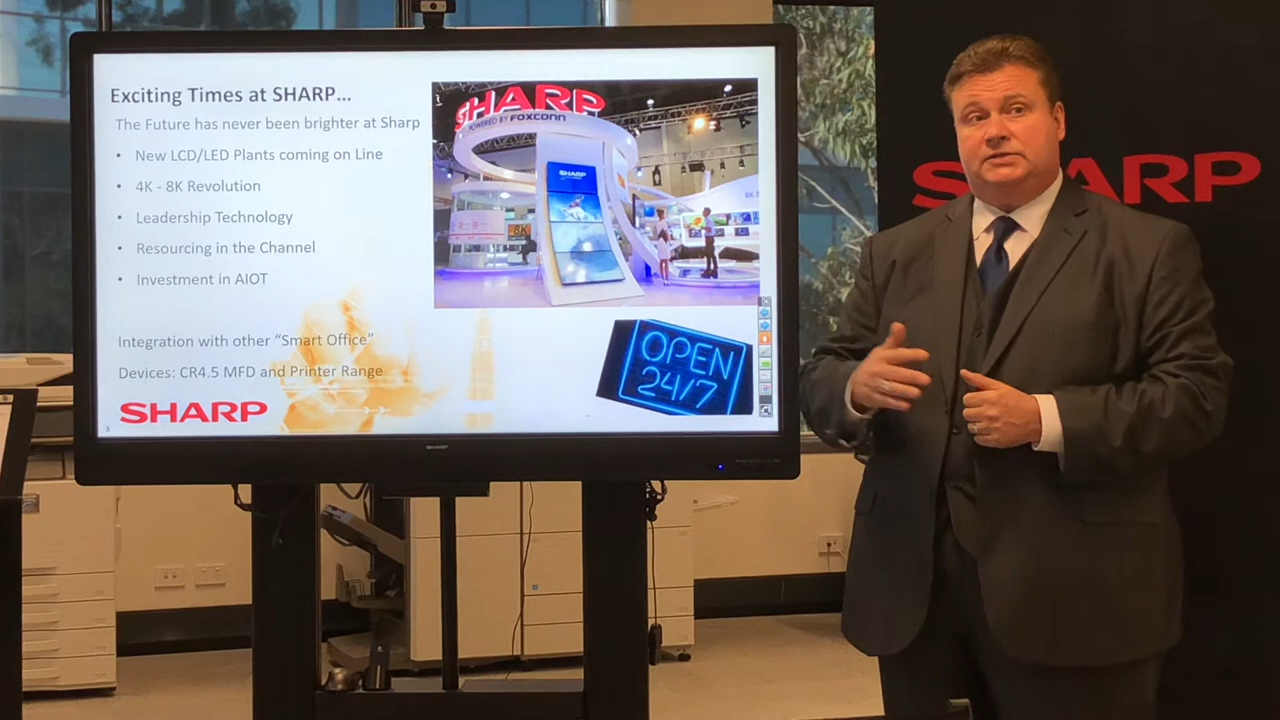 Exciting Times at SHARP...
The Future has never been brighter at Sharp
• New LCD/LED Plants coming on Line
• 4K - 8K Revolution
• Leadership Technology
• Resourcing in the Channel
• Investment in AIOT
Integration with other “Smart Office”
Devices: CR4.5 MFD and Printer Range
SHARP
3
SHARP
POWERED BY FOXCONN
SHARP
8K
OPEN
24/7
SHARP
SHARP